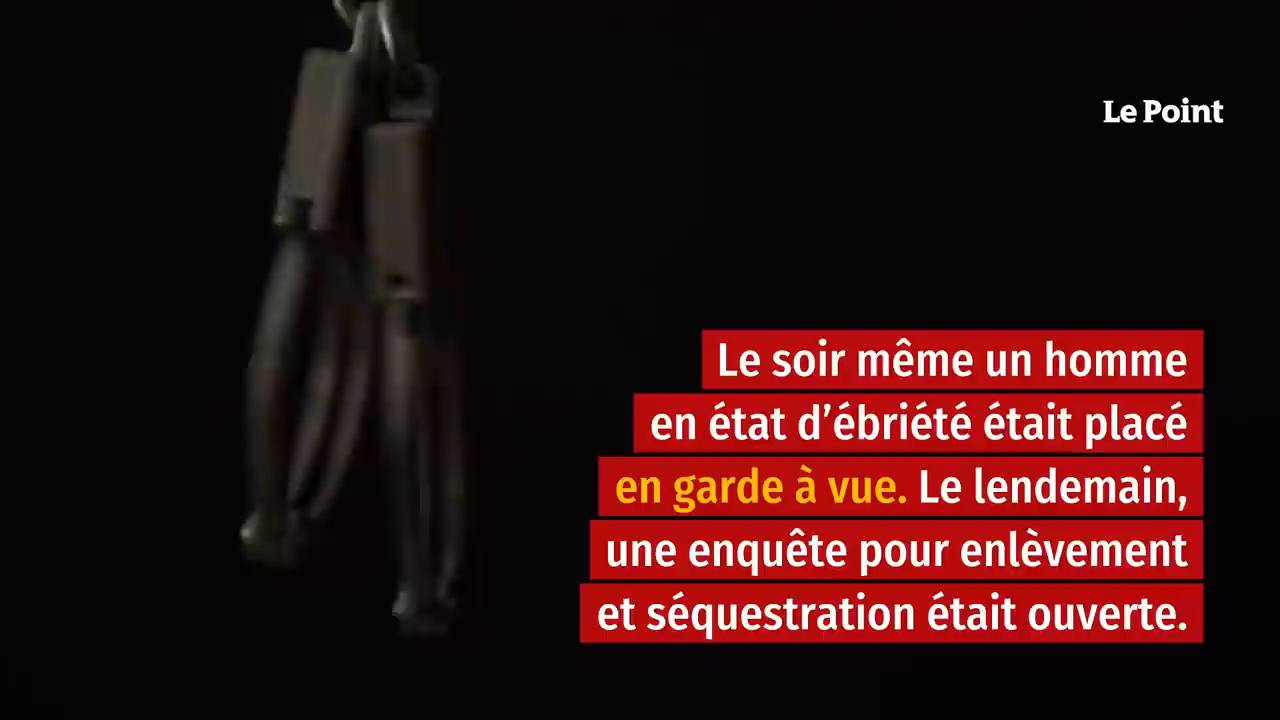 Le Point
Le soir même un homme
en état d’ébriété était placé
en garde à vue. Le lendemain,
une enquête pour enlèvement
et séquestration était ouverte.